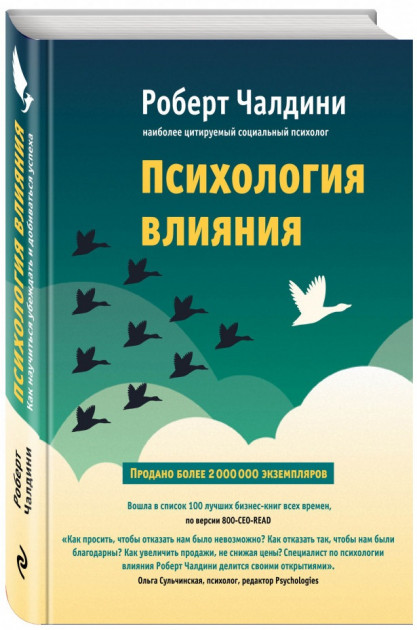 Роберт Чалдини
наиболее цитируемый социальный психолог
Психология
влияния
ПРОДАНО БОЛЕЕ 2 000 000 ЭКЗЕМПЛЯРОВ
Вошла в список 100 лучших бизнес-книг всех времен,
по версии 800-CEO-READ
«Как просить, чтобы отказать нам было невозможно? Как отказать так, чтобы нам были
благодарны? Как увеличить продажи, не снижая цены? Специалист по психологии
влияния Роберт Чалдини делится своими открытиями».
Ольга Сульчинская, психолог, редактор Psychologies
Роберт
Чалдини
ПСИХОЛОГИЯ ВЛИЯНИЯ
Как научиться убеждать и добиваться успеха